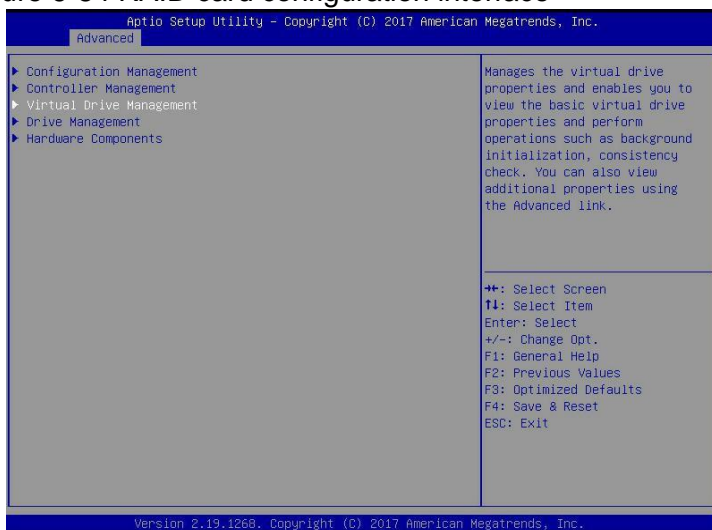 RAID card configuration interface
Aptio Setup Utility – Copyright (C) 2017 American Megatrends, Inc.
Advanced
Configuration Management
Controller Management
Virtual Drive Management
Drive Management
Hardware Components
Manages the virtual drive
properties and enables you to
view the basic virtual drive
properties and perform
operations such as background
initialization, consistency
check. You can also view
additional properties using
the Advanced link.
→←: Select Screen
↑↓: Select Item
Enter: Select
+/-: Change Opt.
F1: General Help
F2: Previous Values
F3: Optimized Defaults
F4: Save & Reset
ESC: Exit
Version 2.19.1268. Copyright (C) 2017 American Megatrends, Inc.